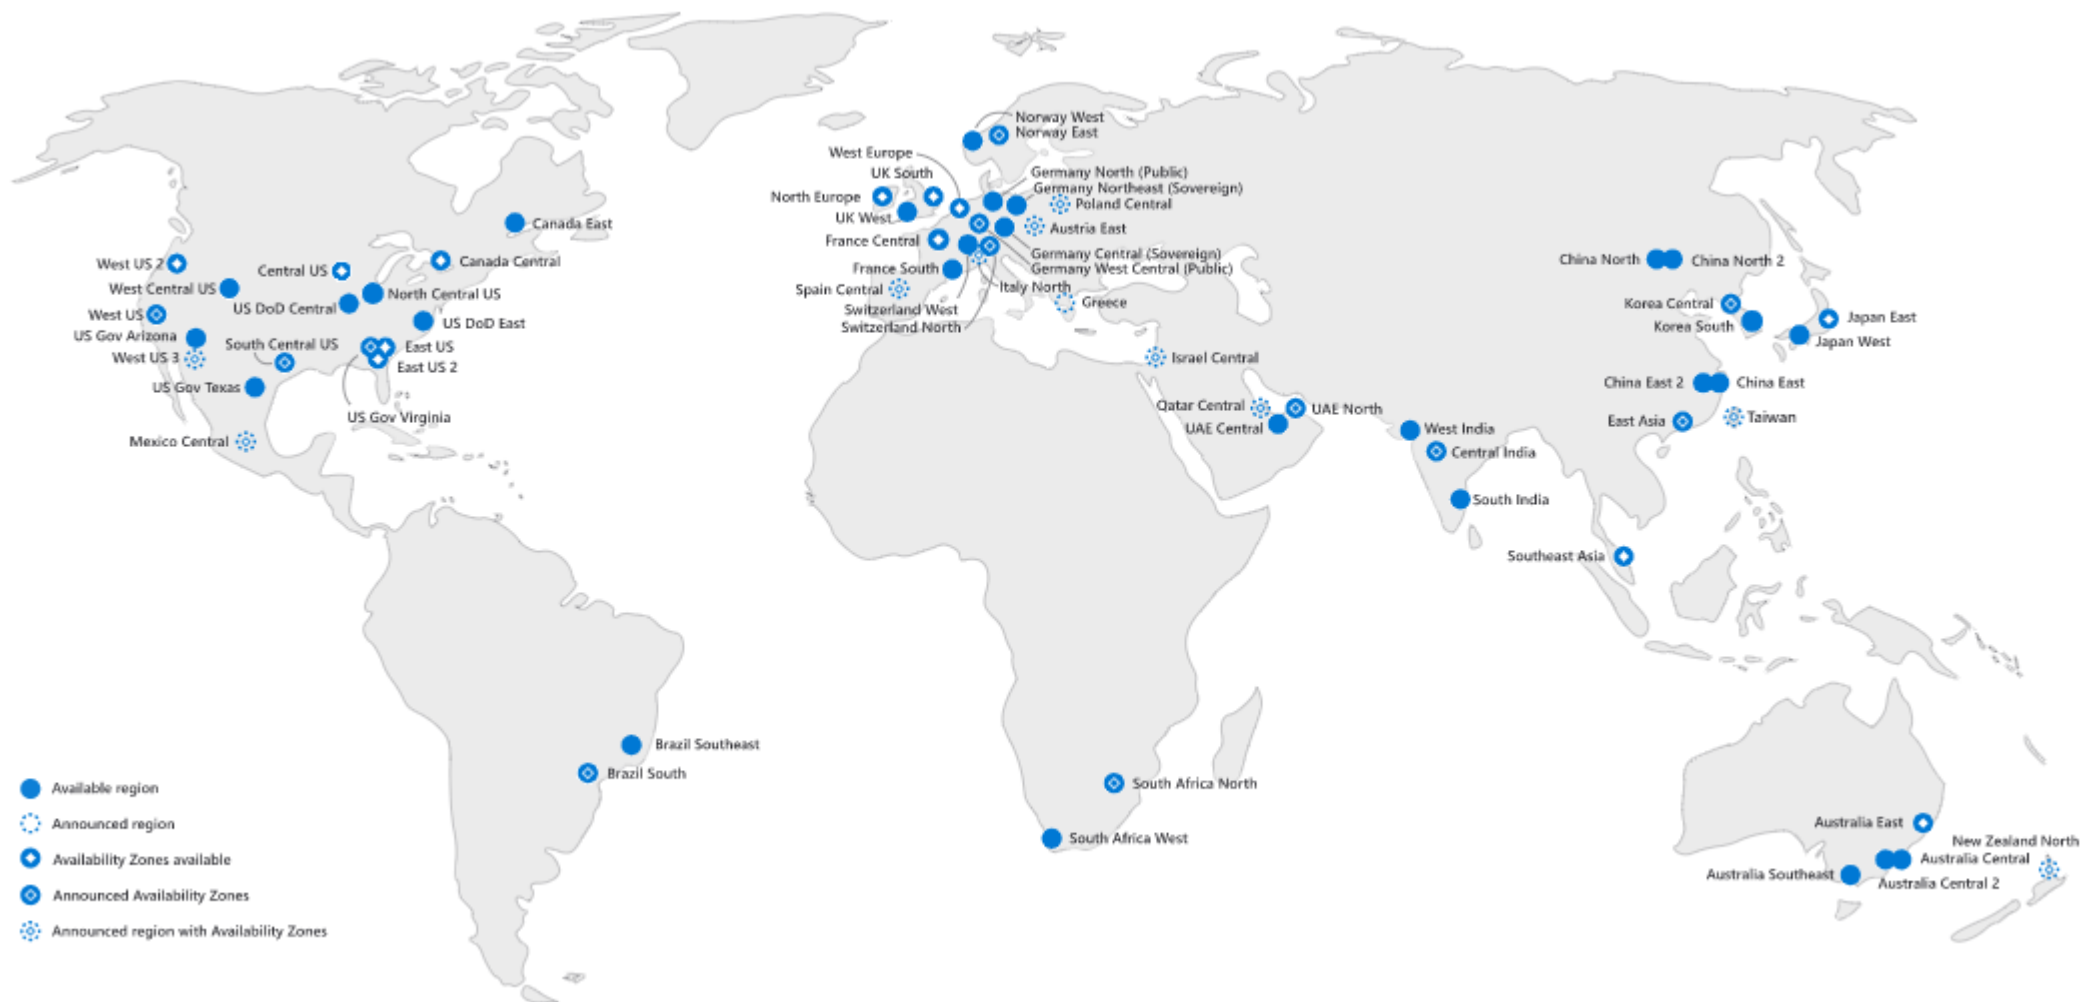 Norway West
Norway East
West Europe
UK South
Germany North (Public)
Germany Northeast (Sovereign)
North Europe
Poland Central
UK West
Austria East
France Central
Germany Central (Sovereign)
Germany West Central (Public)
France South
Italy North
Spain Central
Greece
Switzerland West
Switzerland North
Canada East
Canada Central
West US 2
Central US
West Central US
North Central US
US DoD Central
West US
US DoD East
US Gov Arizona
South Central US
East US
West US 3
East US 2
US Gov Texas
US Gov Virginia
Mexico Central
Israel Central
Qatar Central
UAE North
UAE Central
West India
Central India
South India
China North
China North 2
Korea Central
Korea South
Japan East
Japan West
China East 2
China East
East Asia
Taiwan
Southeast Asia
Brazil Southeast
Brazil South
South Africa North
South Africa West
Australia East
New Zealand North
Australia Central
Australia Southeast
Australia Central 2
Available region
Announced region
Availability Zones available
Announced Availability Zones
Announced region with Availability Zones